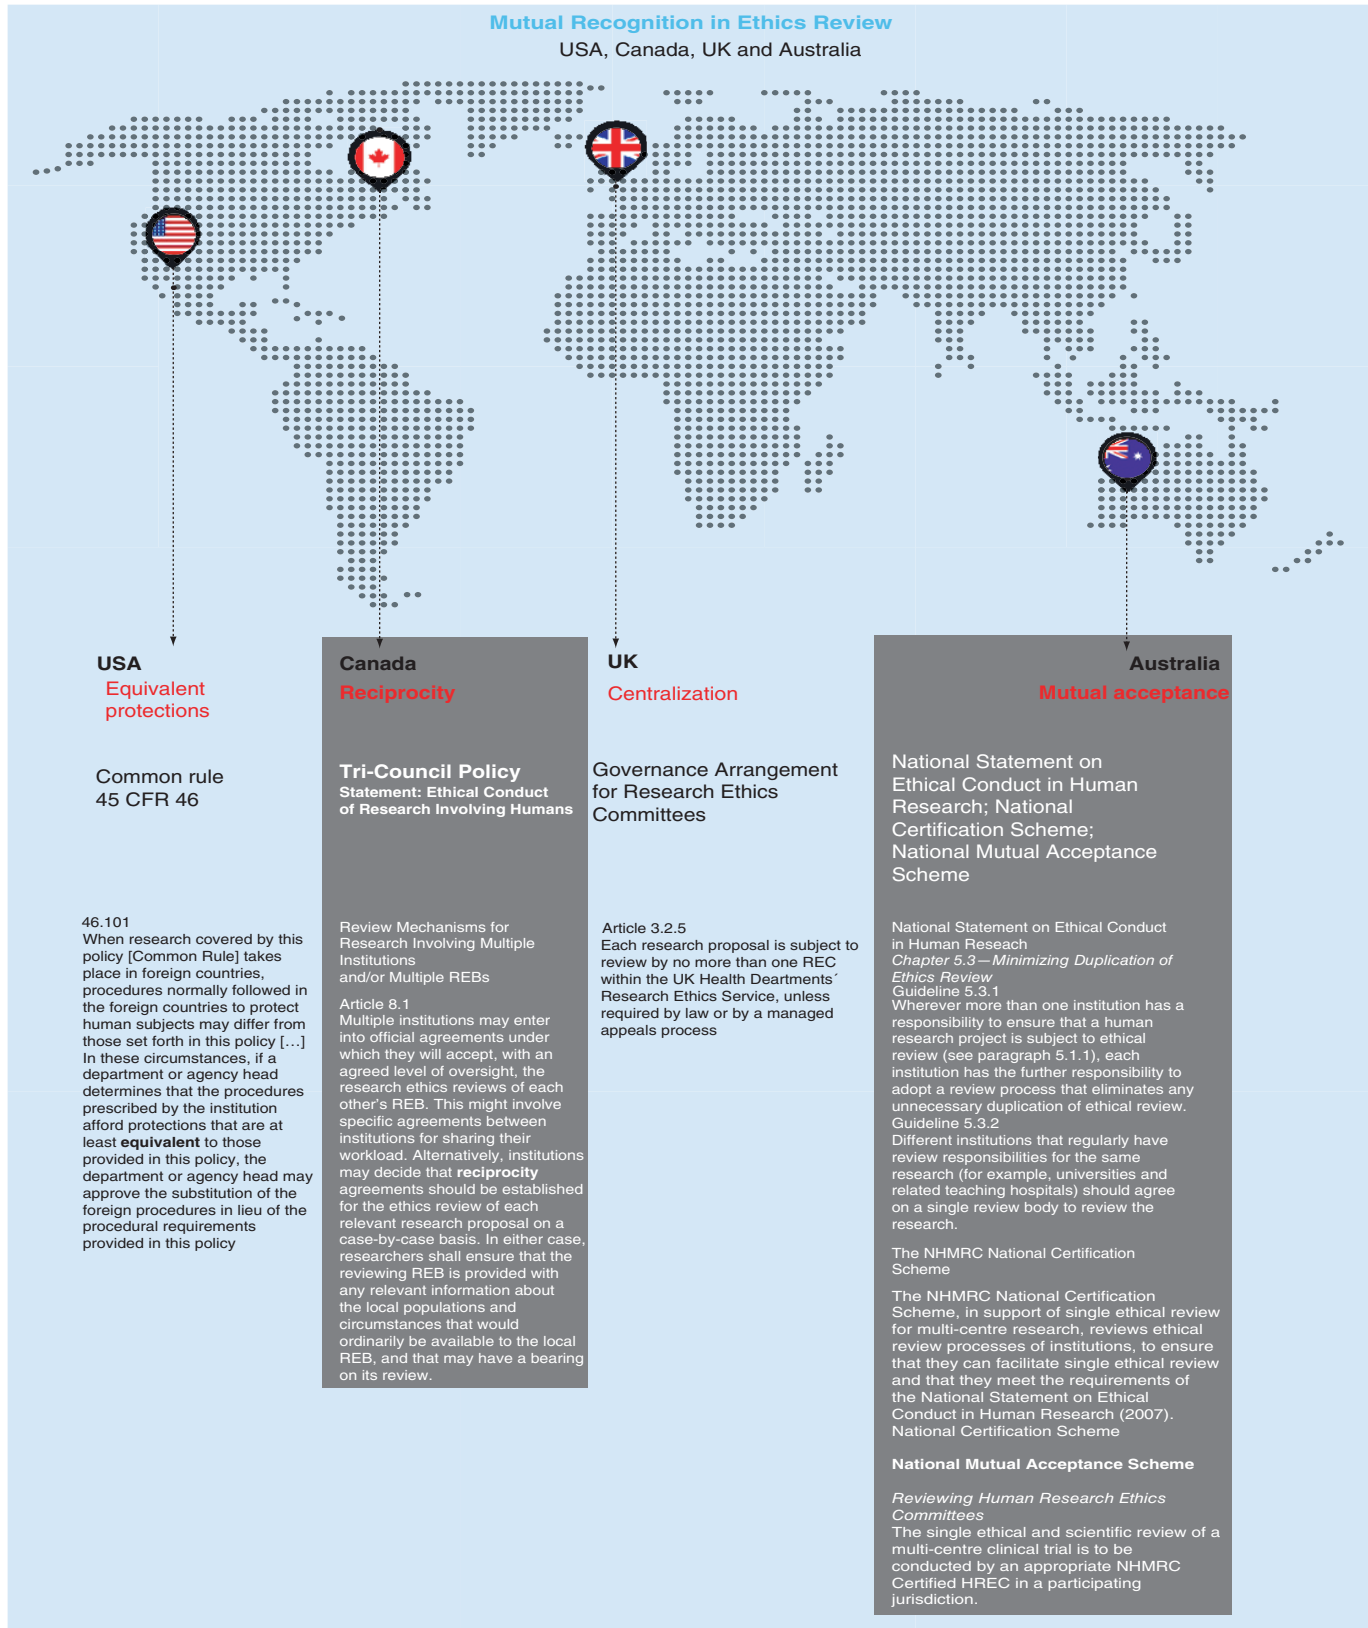 Mutual Recognition in Ethics Review
USA, Canada, UK and Australia
USA
Equivalent
protections
Common rule
45 CFR 46
46.101
When research covered by this
policy [Common Rule] takes
place in foreign countries,
procedures normally followed in
the foreign countries to protect
human subjects may differ from
those set forth in this policy […]
In these circumstances, if a
department or agency head
determines that the procedures
prescribed by the institution
afford protections that are at
least equivalent to those
provided in this policy, the
department or agency head may
approve the substitution of the
foreign procedures in lieu of the
procedural requirements
provided in this policy
Canada
Reciprocity
Tri-Council Policy
Statement: Ethical Conduct
of Research Involving Humans
Review Mechanisms for
Research Involving Multiple
Institutions
and/or Multiple REBs
Article 8.1
Multiple institutions may enter
into official agreements under
which they will accept, with an
agreed level of oversight, the
research ethics reviews of each
other's REB. This might involve
specific agreements between
institutions for sharing their
workload. Alternatively, institutions
may decide that reciprocity
agreements should be established
for the ethics review of each
relevant research proposal on a
case-by-case basis. In either case,
researchers shall ensure that the
reviewing REB is provided with
any relevant information about
the local populations and
circumstances that would
ordinarily be available to the local
REB, and that may have a bearing
on its review.
UK
Centralization
Governance Arrangement
for Research Ethics
Committees
Article 3.2.5
Each research proposal is subject to
review by no more than one REC
within the UK Health Deartments´
Research Ethics Service, unless
required by law or by a managed
appeals process
Australia
Mutual acceptance
National Statement on
Ethical Conduct in Human
Research; National
Certification Scheme;
National Mutual Acceptance
Scheme
National Statement on Ethical Conduct
in Human Reseach
Chapter 5.3—Minimizing Duplication of
Ethics Review
Guideline 5.3.1
Wherever more than one institution has a
responsibility to ensure that a human
research project is subject to ethical
review (see paragraph 5.1.1), each
institution has the further responsibility to
adopt a review process that eliminates any
unnecessary duplication of ethical review.
Guideline 5.3.2
Different institutions that regularly have
review responsibilities for the same
research (for example, universities and
related teaching hospitals) should agree
on a single review body to review the
research.
The NHMRC National Certification
Scheme
The NHMRC National Certification
Scheme, in support of single ethical review
for multi-centre research, reviews ethical
review processes of institutions, to ensure
that they can facilitate single ethical review
and that they meet the requirements of
the National Statement on Ethical
Conduct in Human Research (2007).
National Certification Scheme
National Mutual Acceptance Scheme
Reviewing Human Research Ethics
Committees
The single ethical and scientific review of a
multi-centre clinical trial is to be
conducted by an appropriate NHMRC
Certified HREC in a participating
jurisdiction.